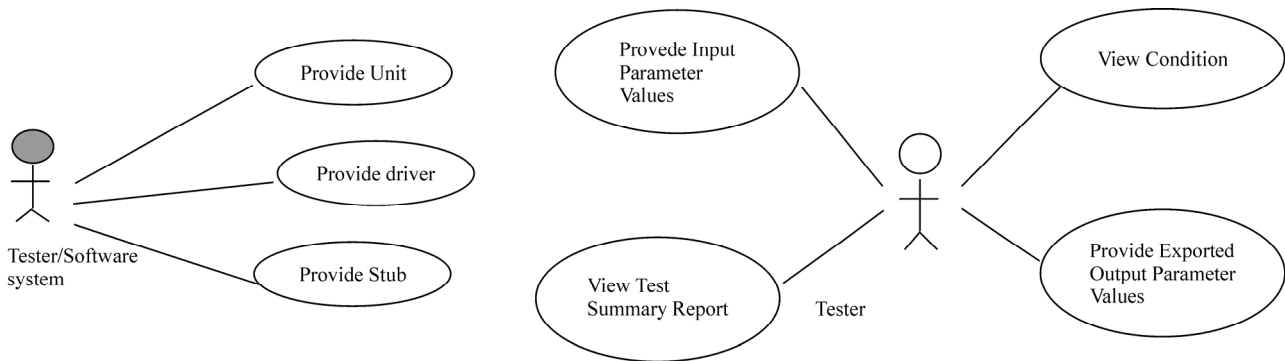 Provide Unit
Provide driver
Provide Stub
Tester/Software
system
Provede Input
Parameter
Values
View Condition
View Test
Summary Report
Tester
Provide Exported
Output Parameter
Values